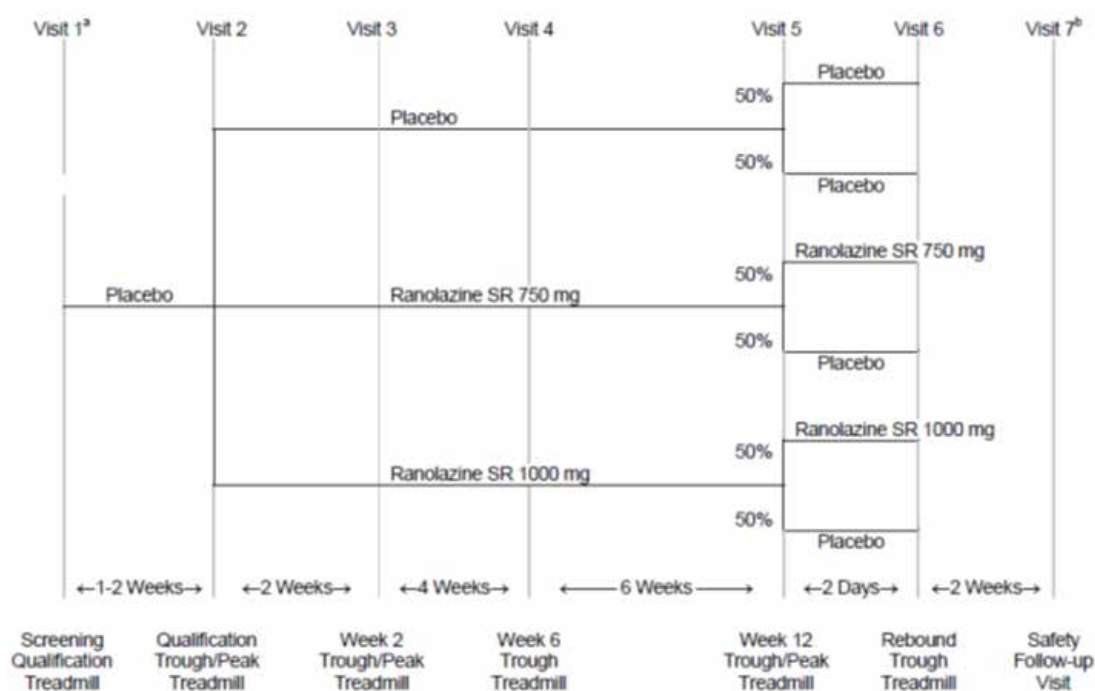 Visit 1a
Visit 2
Visit 3
Visit 4
Visit 5
Visit 6
Visit 7b
Placebo
50%
Placebo
50%
Placebo
Ranolazine SR 750 mg
50%
Placebo
Ranolazine SR 750 mg
50%
Placebo
Ranolazine SR 1000 mg
50%
Ranolazine SR 1000 mg
50%
Placebo
1-2 Weeks
2 Weeks
4 Weeks
6 Weeks
2 Days
2 Weeks
Screening
Qualification
Treadmill
Qualification
Trough/Peak
Treadmill
Week 2
Trough/Peak
Treadmill
Week 6
Trough
Treadmill
Week 12
Trough/Peak
Treadmill
Rebound
Trough
Treadmill
Safety
Follow-up
Visit